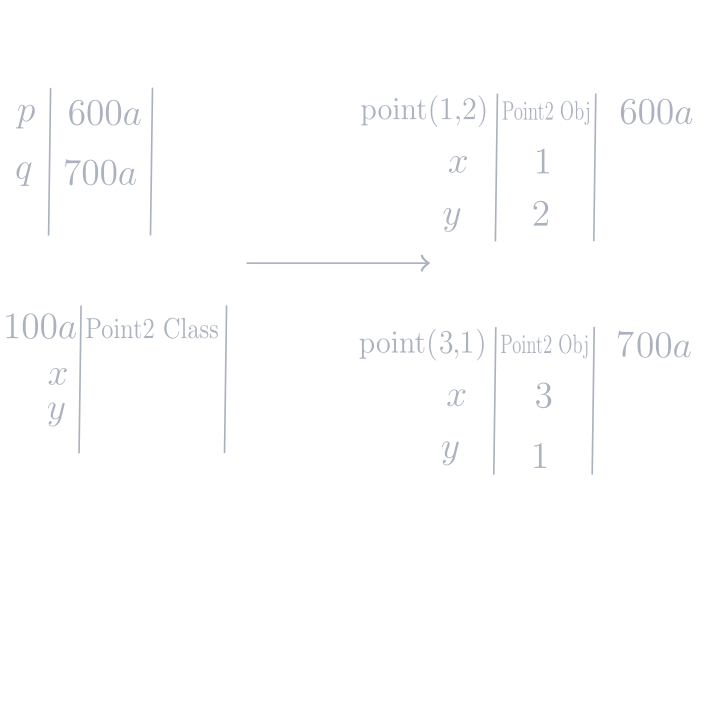 p 600a
q 700a
100a Point2 Class
x
y
point(1,2) Point2 Obj 600a
x 1
y 2
point(3,1) Point2 Obj 700a
x 3
y 1